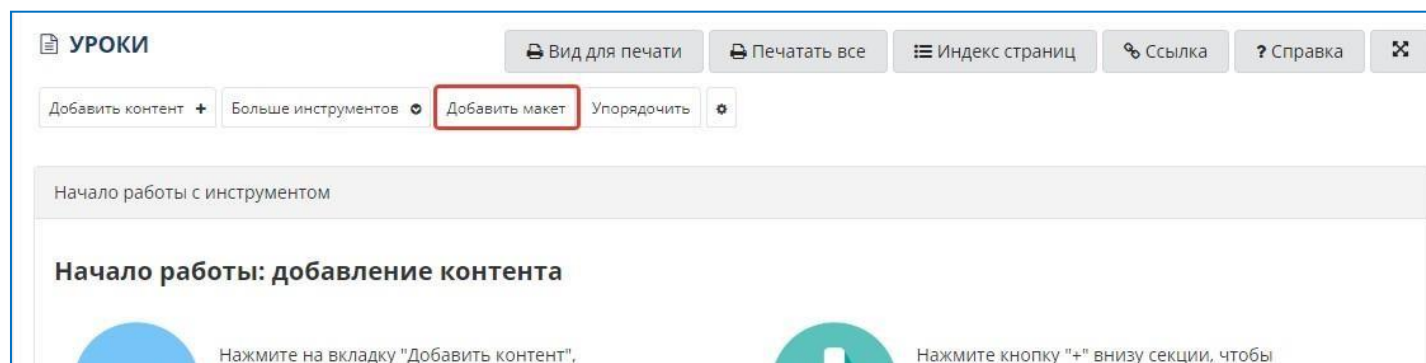 УРОКИ
Вид для печати Печатать все Индекс страниц Ссылка ? Справка
Добавить контент + Больше инструментов Добавить макет Упорядочить
Начало работы с инструментом
Начало работы: добавление контента
Нажмите на вкладку "Добавить контент",
Нажмите кнопку "+" внизу секции, чтобы